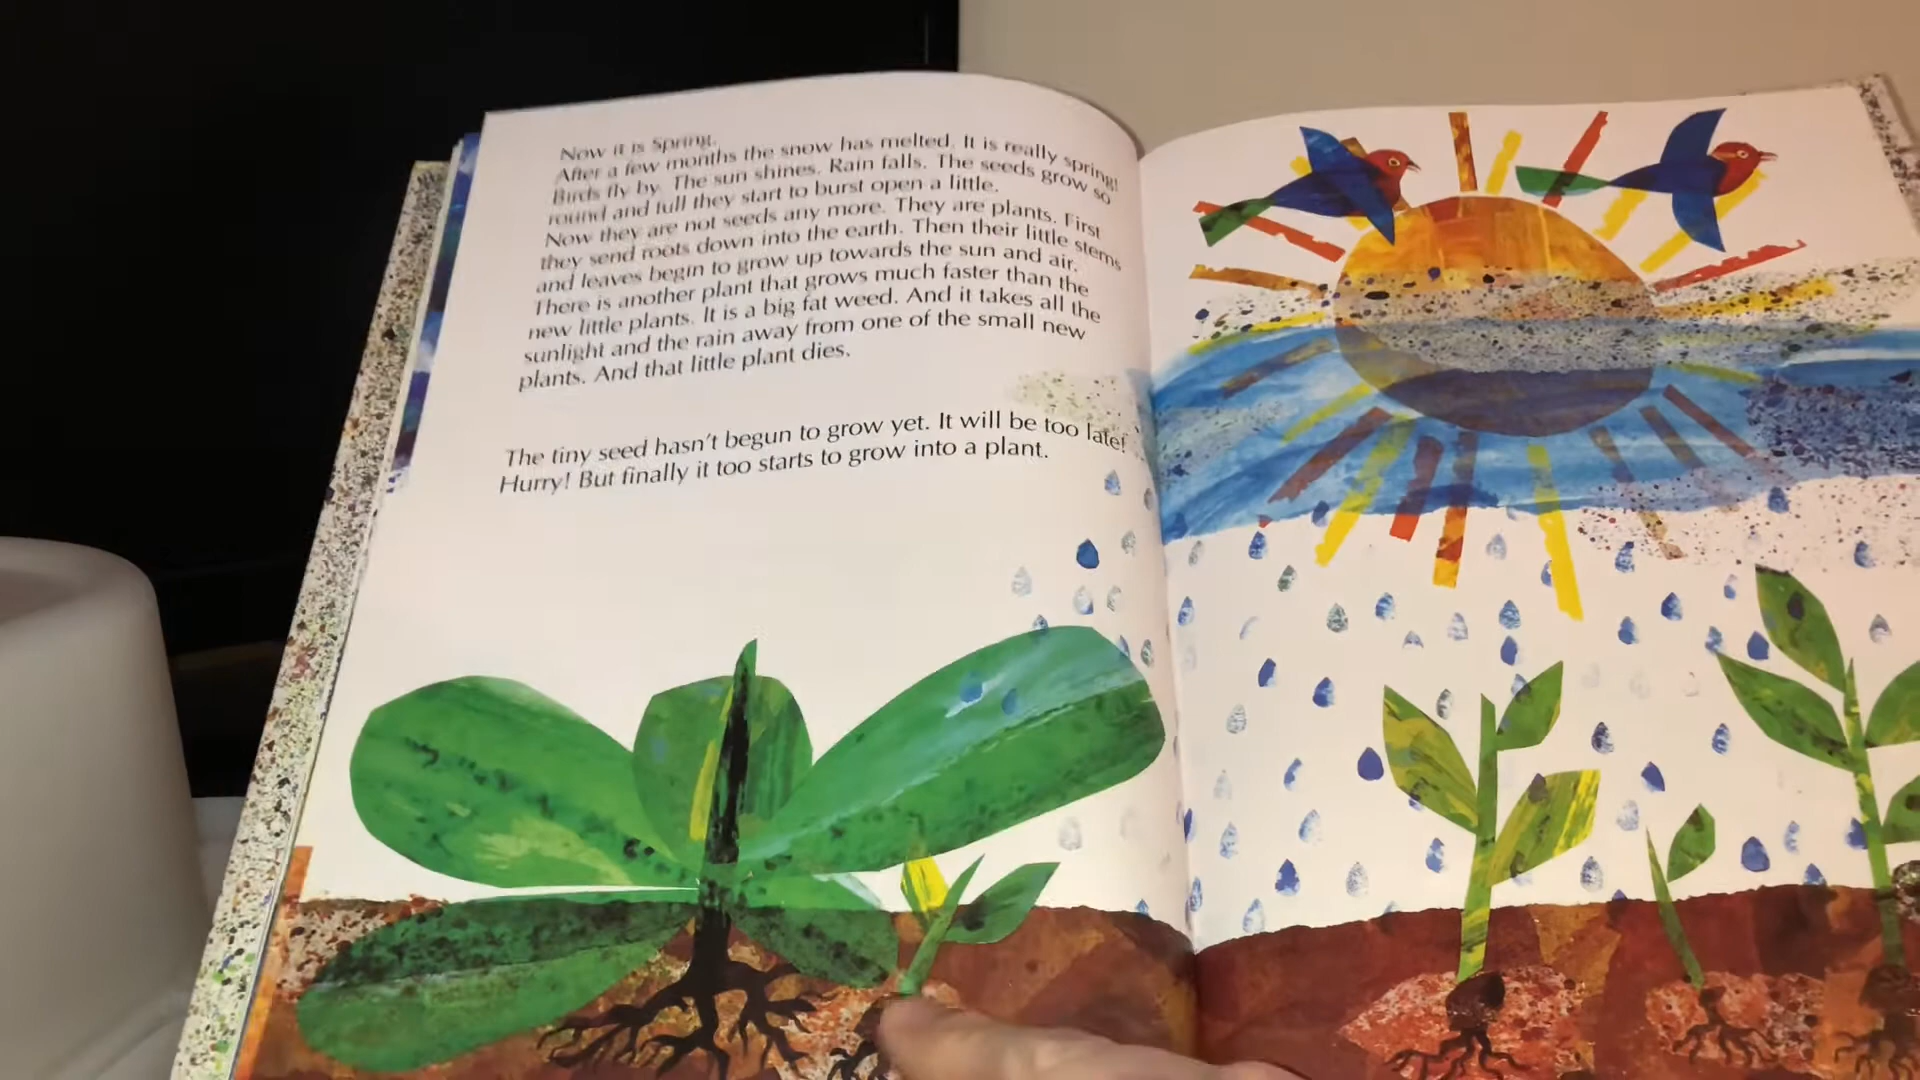 Now it is Spring.
After a few months the snow has melted. It is really spring!
Birds fly by. The sun shines. Rain falls. The seeds grow so
round and full they start to burst open a little.
Now they are not seeds any more. They are plants. First
they send roots down into the earth. Then their little stems
and leaves begin to grow up towards the sun and air.
There is another plant that grows much faster than the
new little plants. It is a big fat weed. And it takes all the
sunlight and the rain away from one of the small new
plants. And that little plant dies.
The tiny seed hasn't begun to grow yet. It will be too late!
Hurry! But finally it too starts to grow into a plant.